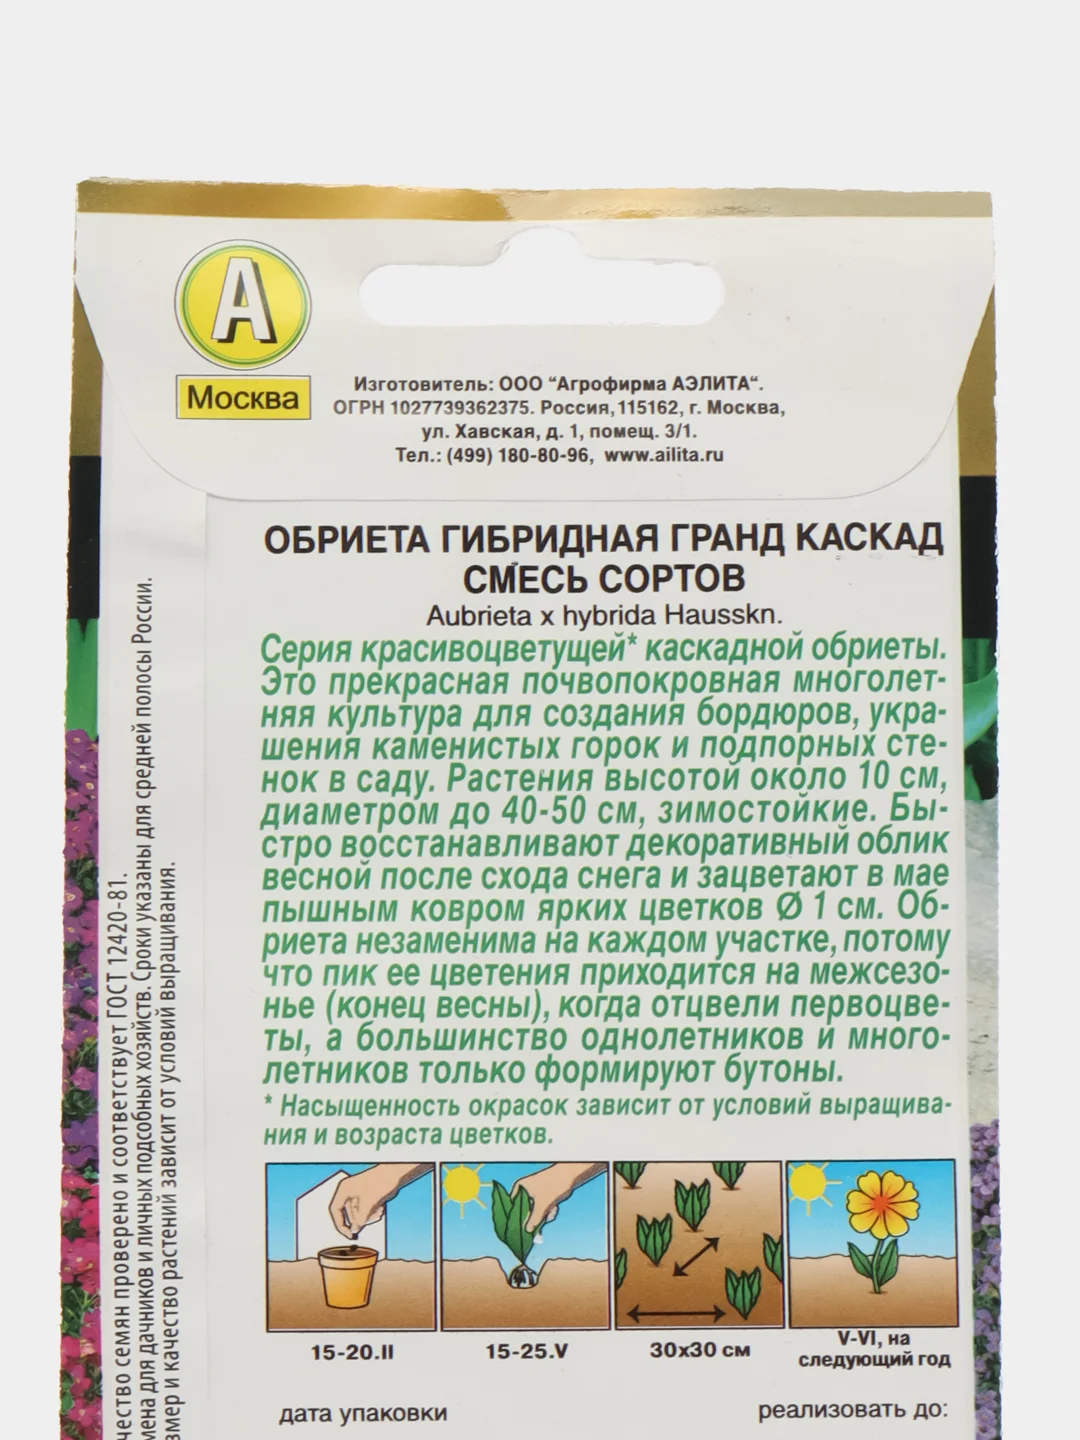 А
Москва
Изготовитель: ООО “Агрофирма АЭЛИТА“.
ОГРН 1027739362375. Россия,115162, г. Москва,
ул. Хавская, д. 1, помещ. 3/1.
Тел.: (499) 180-80-96, www.ailita.ru
ОБРИЕТА ГИБРИДНАЯ ГРАНД КАСКАД
СМЕСЬ СОРТОВ
Aubrieta x hybrida Hausskn.
Серия красивоцветущей* каскадной обриеты.
Это прекрасная почвопокровная многолет-
няя культура для создания бордюров, укра-
шения каменистых горок и подпорных сте-
нок в саду. Растения высотой около 10 см,
диаметром до 40-50 см, зимостойкие. Бы-
стро восстанавливают декоративный облик
весной после схода снега и зацветают в мае
пышным ковром ярких цветков Ø 1 см. Об-
риета незаменима на каждом участке, потому
что пик ее цветения приходится на межсезо-
нье (конец весны), когда отцвели первоцве-
ты, а большинство однолетников и много-
летников только формируют бутоны.
* Насыщенность окрасок зависит от условий выращива-
ния и возраста цветков.
15-20.II
15-25.V
30x30 см
V-VI, на
следующий год
дата упаковки
реализовать до:
чество семян проверено и соответствует ГОСТ 12420-81.
мена для дачников и личных подсобных хозяйств. Сроки указаны для средней полосы России.
змер и качество растений зависит от условий выращивания.